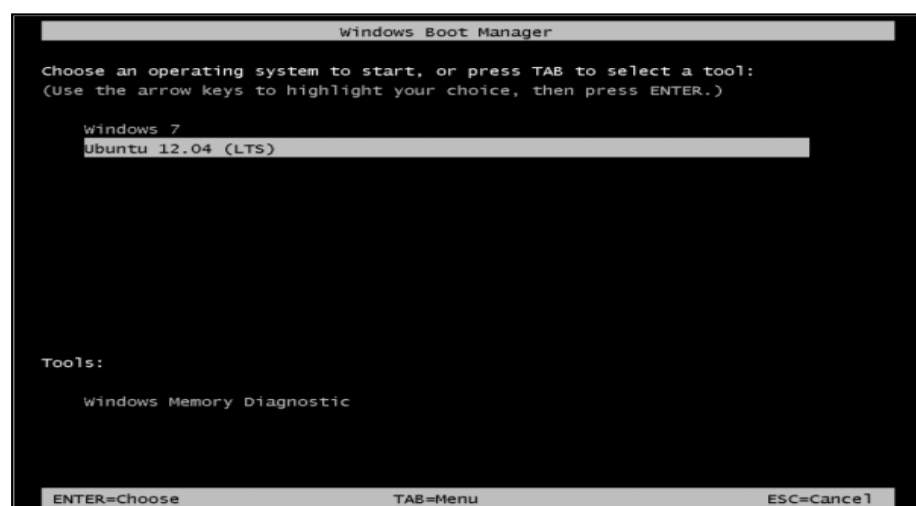 Windows Boot Manager
Choose an operating system to start, or press TAB to select a tool:
(Use the arrow keys to highlight your choice, then press ENTER.)
Windows 7
Ubuntu 12.04 (LTS)
Tools:
Windows Memory Diagnostic
ENTER=Choose TAB=Menu ESC=Cancel